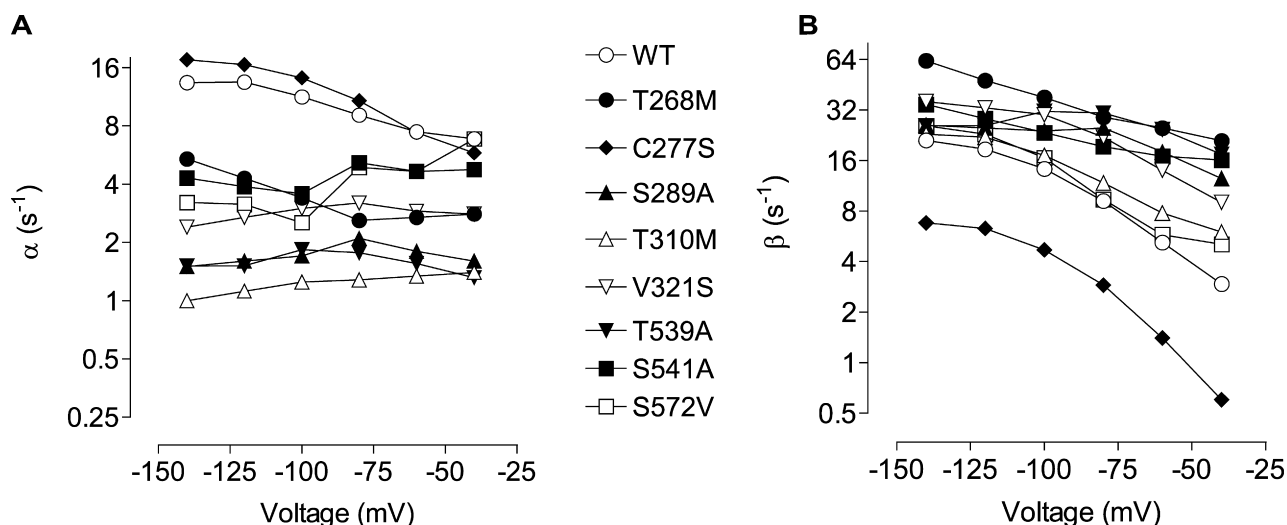 A
16
8
4
2
1
0.5
0.25
α (s⁻¹)
-150 -125 -100 -75 -50 -25
Voltage (mV)
WT
T268M
C277S
S289A
T310M
V321S
T539A
S541A
S572V
B
64
32
16
8
4
2
1
0.5
β (s⁻¹)
-150 -125 -100 -75 -50 -25
Voltage (mV)